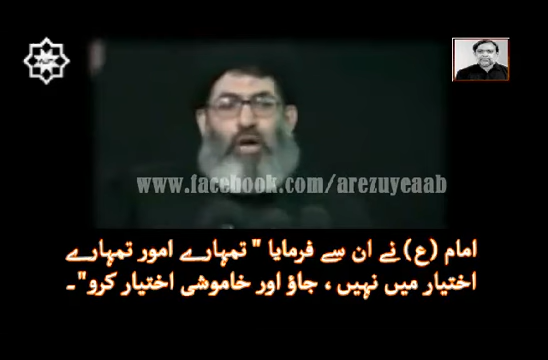 www.facebook.com/arezuyeaab
امام (ع) نے ان سے فرمایا " تمہارے امور تمہارے
اختیار میں نہیں ، جاؤ اور خاموشی اختیار کرو"۔